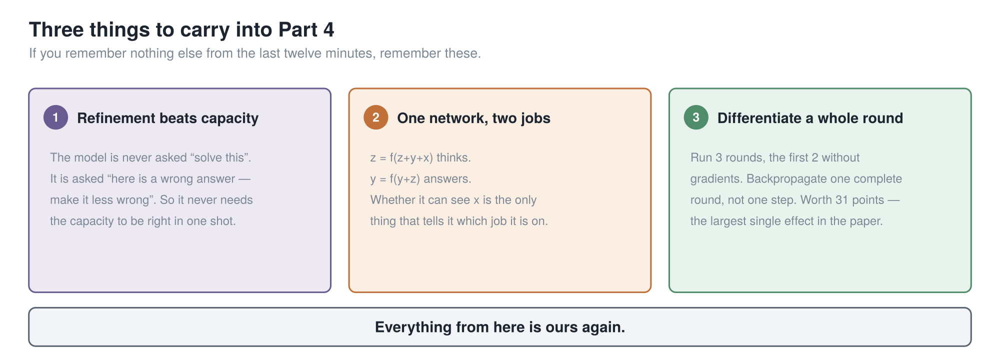 Three things to carry into Part 4
If you remember nothing else from the last twelve minutes, remember these.
1 Refinement beats capacity
The model is never asked “solve this”.
It is asked “here is a wrong answer —
make it less wrong”. So it never needs
the capacity to be right in one shot.
2 One network, two jobs
z = f(z+y+x) thinks.
y = f(y+z) answers.
Whether it can see x is the only
thing that tells it which job it is on.
3 Differentiate a whole round
Run 3 rounds, the first 2 without
gradients. Backpropagate one complete
round, not one step. Worth 31 points —
the largest single effect in the paper.
Everything from here is ours again.